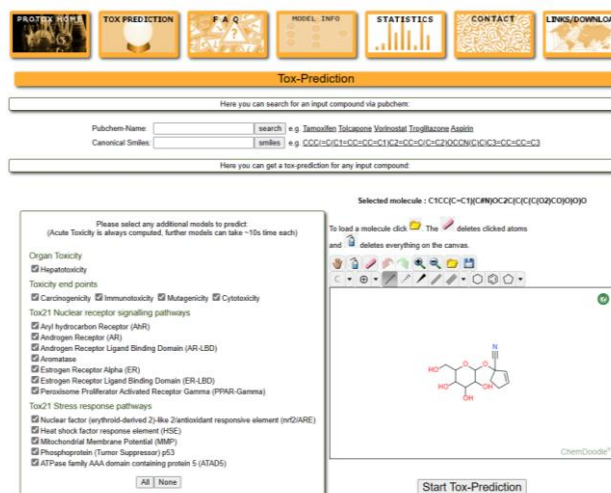 PROTOX HOME TOX PREDICTION F A Q MODEL INFO STATISTICS CONTACT LINKS/DOWNLOA
Tox-Prediction
Here you can search for an input compound via pubchem:
Pubchem-Name: search e.g. Tamoxifen Tolcapone Vorinostat Troglitazone Aspirin
Canonical Smiles: smiles e.g. CCC(=C(C1=CC=CC=C1)C2=CC=C(C=C2)OCCN(C)C)C3=CC=CC=C3
Here you can get a tox-prediction for any input compound:
Selected molecule : C1CC(C=C1)(C#N)OC2C(C(C(C(O2)CO)O)O)O
Please select any additional models to predict:
(Acute Toxicity is always computed, further models can take ~10s time each)
Organ Toxicity
Hepatotoxicity
Toxicity end points
Carcinogenicity Immunotoxicity Mutagenicity Cytotoxicity
Tox21 Nuclear receptor signalling pathways
Aryl hydrocarbon Receptor (AhR)
Androgen Receptor (AR)
Androgen Receptor Ligand Binding Domain (AR-LBD)
Aromatase
Estrogen Receptor Alpha (ER)
Estrogen Receptor Ligand Binding Domain (ER-LBD)
Peroxisome Proliferator Activated Receptor Gamma (PPAR-Gamma)
Tox21 Stress response pathways
Nuclear factor (erythroid-derived 2)-like 2/antioxidant responsive element (nrf2/ARE)
Heat shock factor response element (HSE)
Mitochondrial Membrane Potential (MMP)
Phosphoprotein (Tumor Suppressor) p53
ATPase family AAA domain containing protein 5 (ATAD5)
All None
To load a molecule click . The deletes clicked atoms
and deletes everything on the canvas.
C
N
HO O O
HO OH
OH
ChemDoodle
Start Tox-Prediction